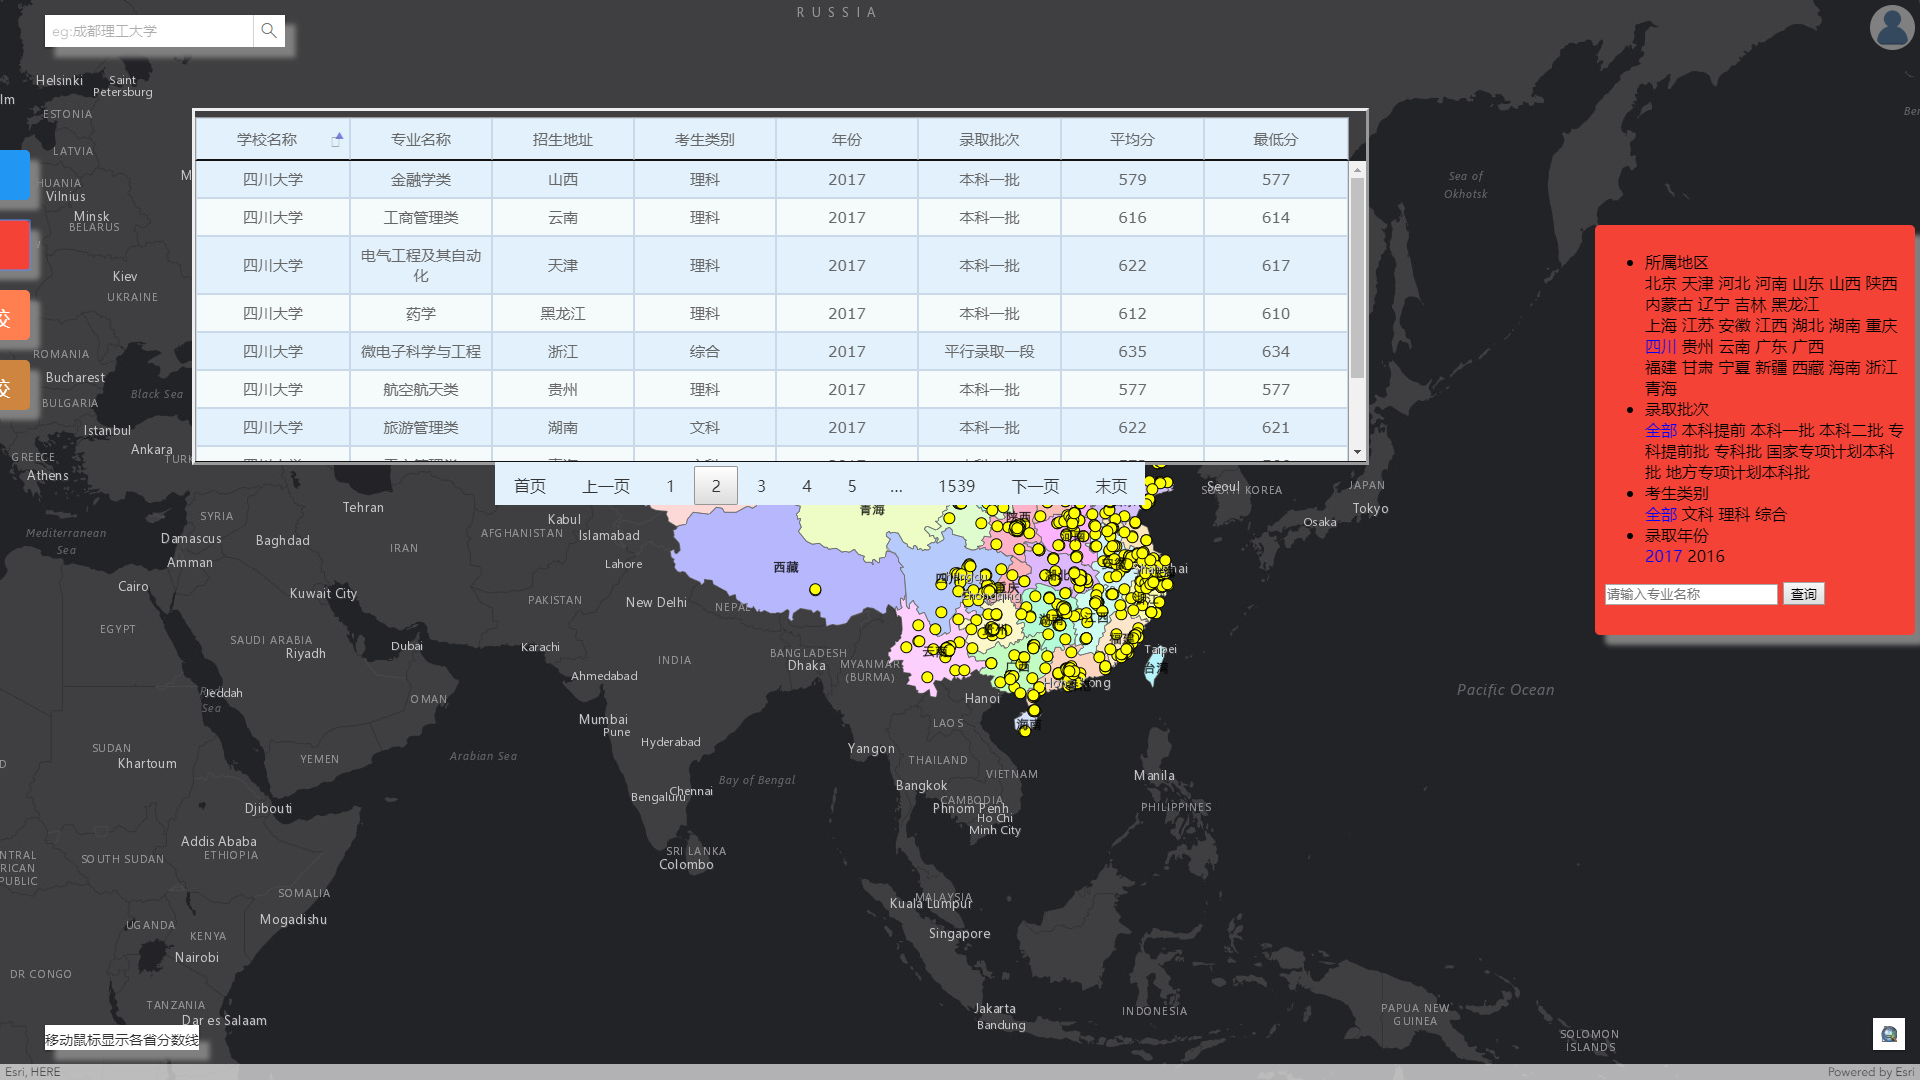 RUSSIA
eg:成都理工大学
Helsinki
Saint
Petersburg
lm
ESTONIA
LATVIA
HUANIA
Vilnius
Minsk
BELARUS
Kiev
UKRAINE
ROMANIA
Bucharest
BULGARIA
Black Sea
Istanbul
Ankara
GREECE
Athens
Sea of
Okhotsk
学校名称 专业名称 招生地址 考生类别 年份 录取批次 平均分 最低分
四川大学 金融学类 山西 理科 2017 本科一批 579 577
四川大学 工商管理类 云南 理科 2017 本科一批 616 614
四川大学 电气工程及其自动化 天津 理科 2017 本科一批 622 617
四川大学 药学 黑龙江 理科 2017 本科一批 612 610
四川大学 微电子科学与工程 浙江 综合 2017 平行录取一段 635 634
四川大学 航空航天类 贵州 理科 2017 本科一批 577 577
四川大学 旅游管理类 湖南 文科 2017 本科一批 622 621
首页 上一页 1 2 3 4 5 ... 1539 下一页 末页
所属地区
北京 天津 河北 河南 山东 山西 陕西
内蒙古 辽宁 吉林 黑龙江
上海 江苏 安徽 江西 湖北 湖南 重庆
四川 贵州 云南 广东 广西
福建 甘肃 宁夏 新疆 西藏 海南 浙江
青海
录取批次
全部 本科提前 本科一批 本科二批 专
科提前批 专科批 国家专项计划本科
批 地方专项计划本科批
考生类别
全部 文科 理科 综合
录取年份
2017 2016
请输入专业名称 查询
Seoul
SOUTH KOREA
JAPAN
Tokyo
Osaka
Tehran
SYRIA
Mediterranean
Sea
Damascus
Baghdad
Amman
IRAN
Kabul
AFGHANISTAN
Islamabad
Lahore
Cairo
Kuwait City
PAKISTAN
New Delhi
NEPAL
EGYPT
SAUDI ARABIA
Riyadh
Dubai
Karachi
INDIA
BANGLADESH
Dhaka
MYANMAR
(BURMA)
Ahmedabad
Jeddah
Sea
OMAN
青海
西藏
陕西
重庆
云南
湖南
江西
福建
广西
台湾
海南
Taipei
Hanoi
Mumbai
Pune
LAOS
Hyderabad
Yangon
SUDAN
Khartoum
YEMEN
Arabian Sea
THAILAND
Bay of Bengal
VIETNAM
Manila
Bangkok
Chennai
Bengaluru
CAMBODIA
Phnom Penh
Ho Chi
Minh City
PHILIPPINES
Pacific Ocean
Djibouti
Addis Ababa
ETHIOPIA
SOUTH SUDAN
NTRAL
RICAN
PUBLIC
SRI LANKA
Colombo
SOMALIA
MALAYSIA
Kuala Lumpur
Mogadishu
UGANDA
KENYA
Singapore
Nairobi
DR CONGO
TANZANIA
Dar es Salaam
Jakarta
Bandung
INDONESIA
PAPUA NEW
GUINEA
SOLOMON
ISLANDS
移动鼠标显示各省分数线
Esri, HERE
Powered by Esri